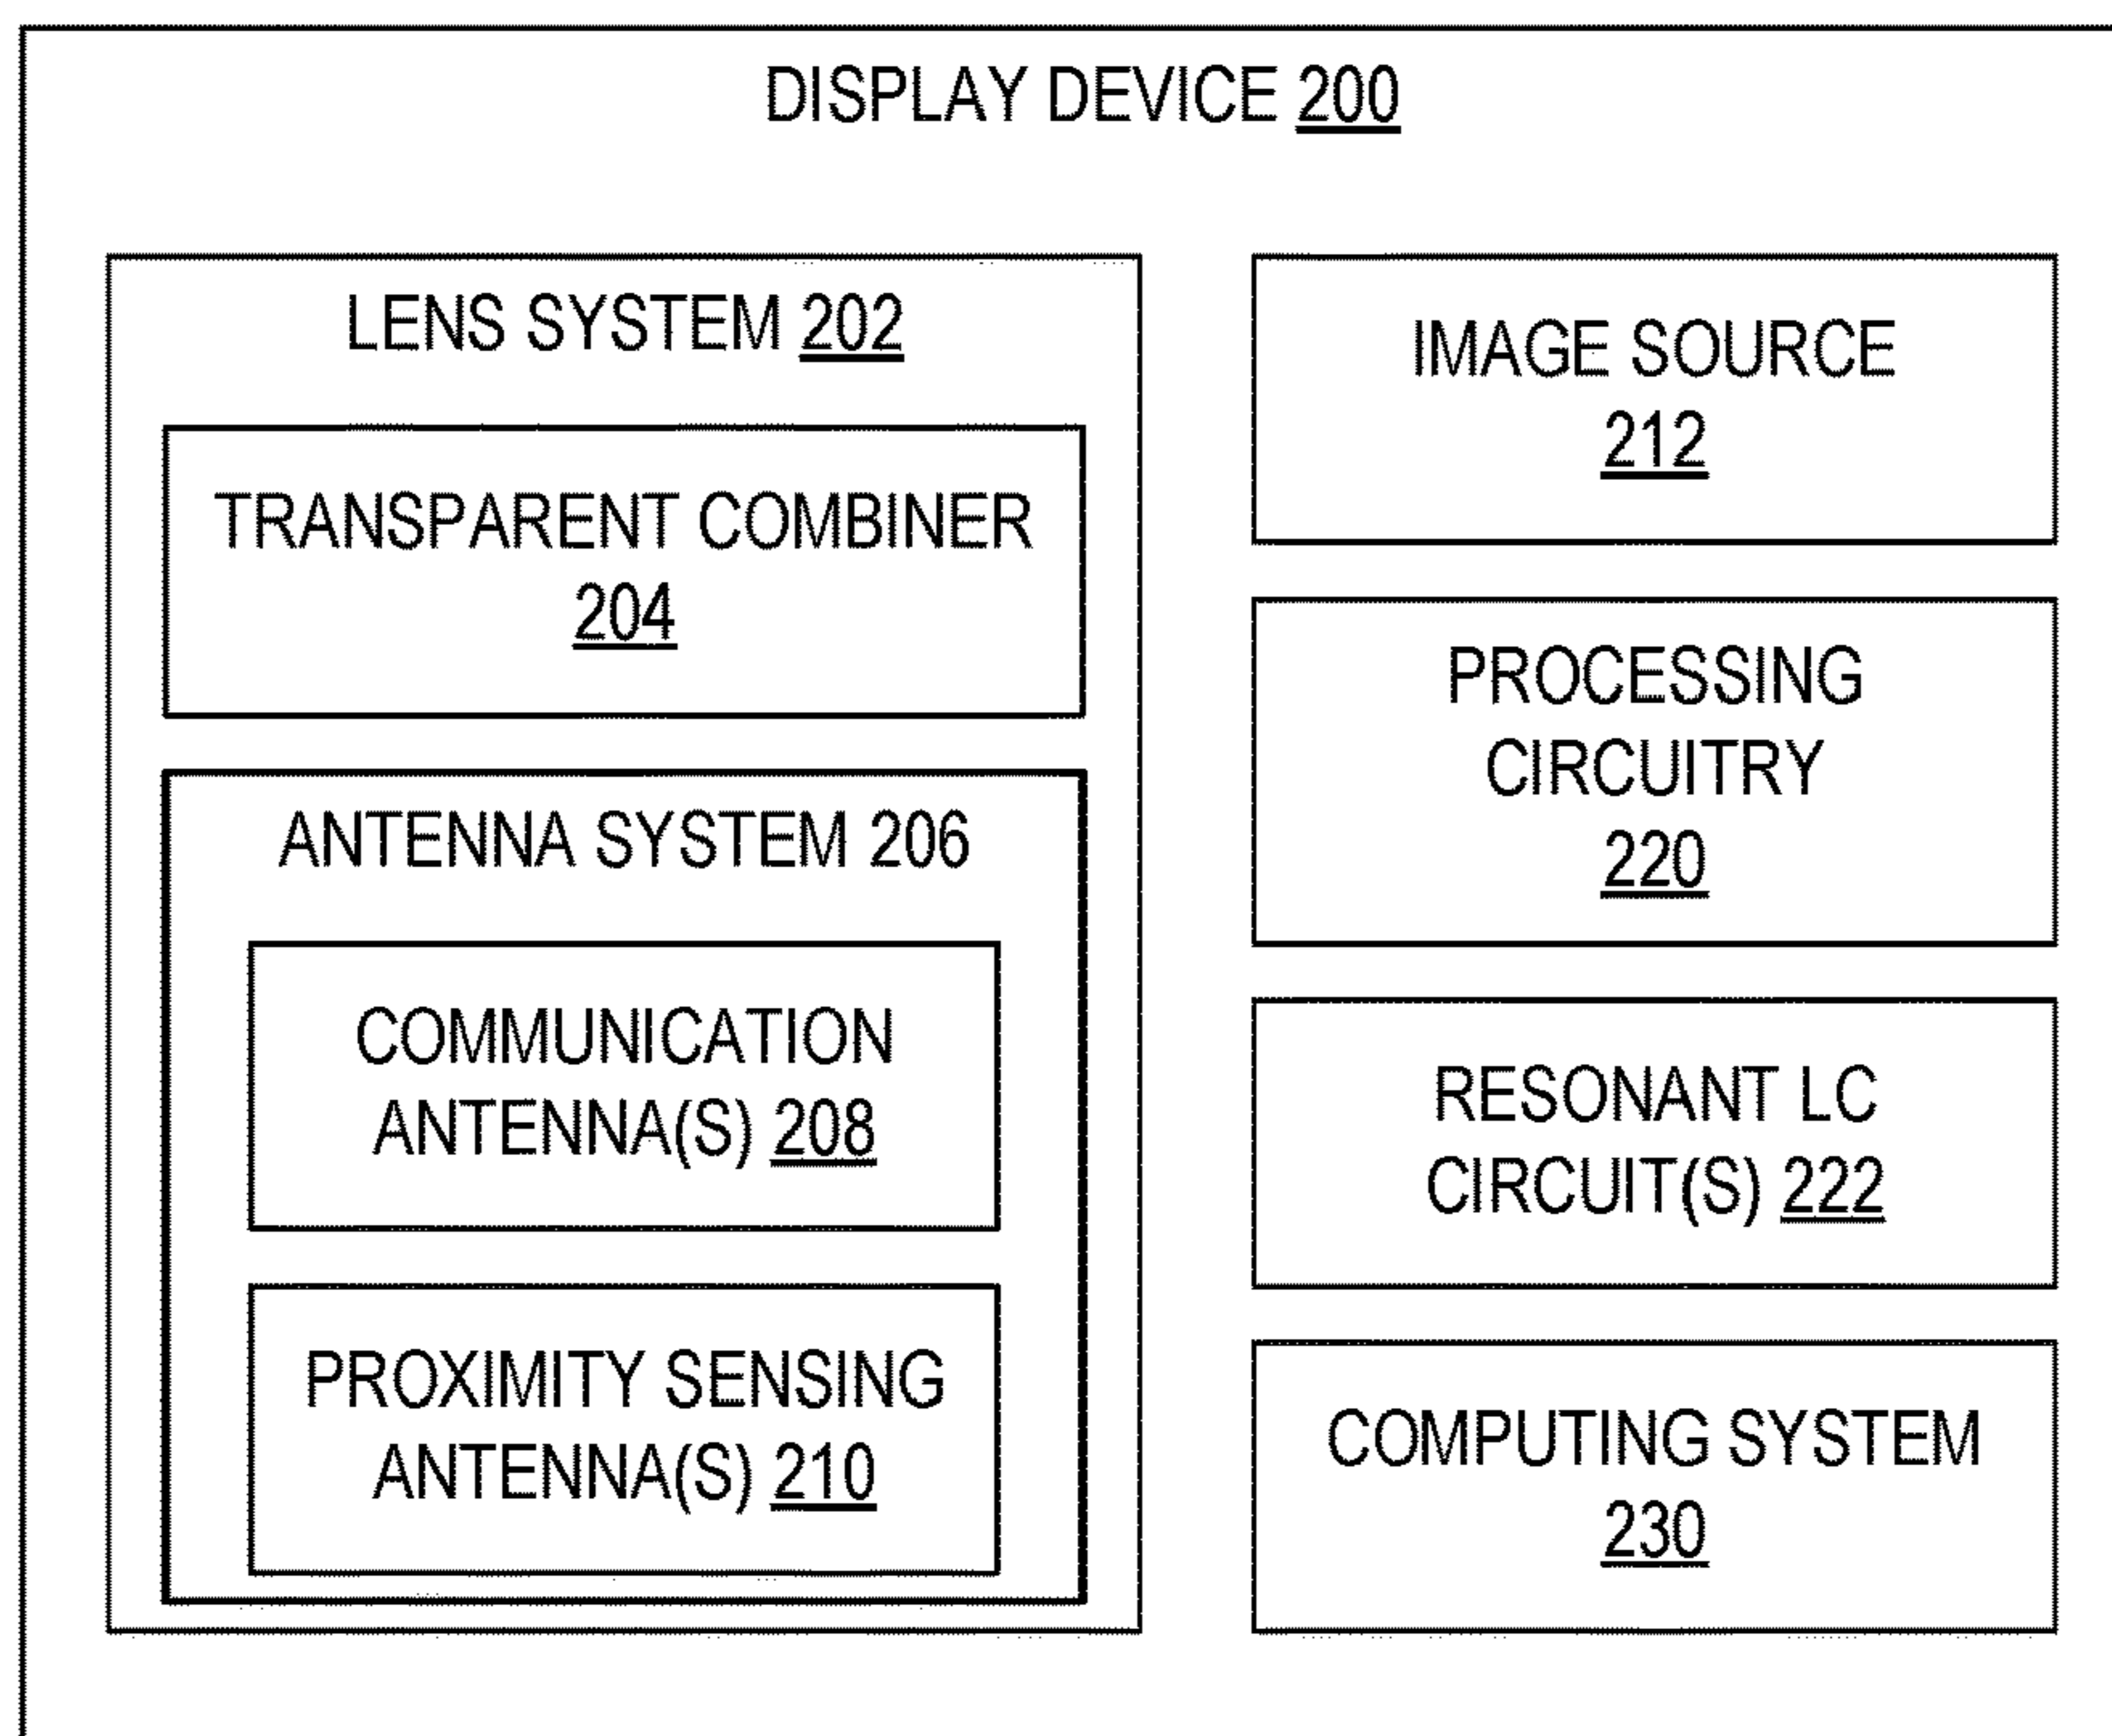 DISPLAY DEVICE 200
LENS SYSTEM 202
TRANSPARENT COMBINER
204
ANTENNA SYSTEM 206
COMMUNICATION
ANTENNA(S) 208
PROXIMITY SENSING
ANTENNA(S) 210
IMAGE SOURCE
212
PROCESSING
CIRCUITRY
220
RESONANT LC
CIRCUIT(S) 222
COMPUTING SYSTEM
230